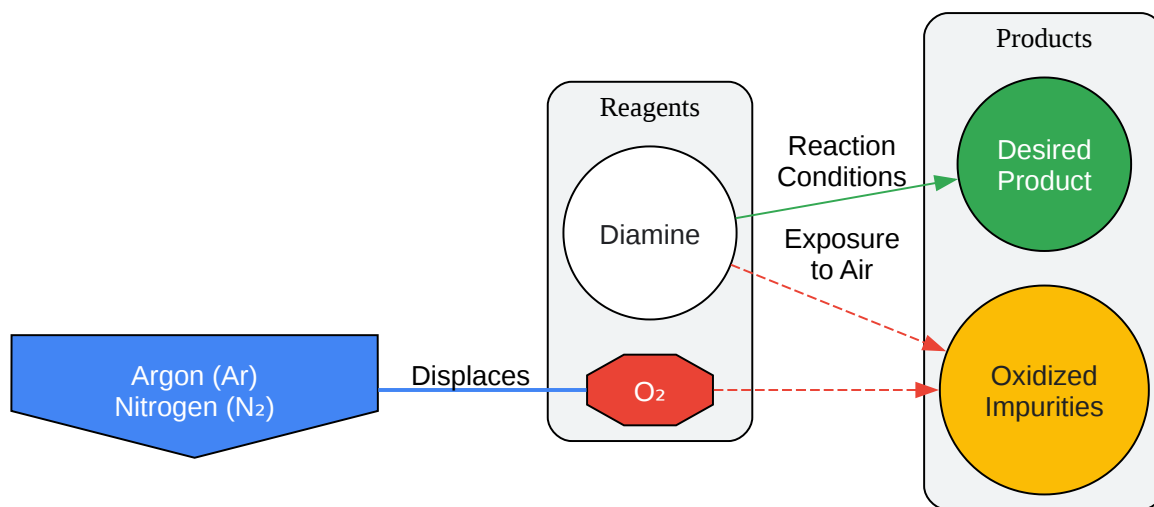 Products
Reagents
Reaction
Conditions
Desired
Product
Diamine
Exposure
to Air
Argon (Ar)
Nitrogen (N₂)
Displaces
O₂
Oxidized
Impurities